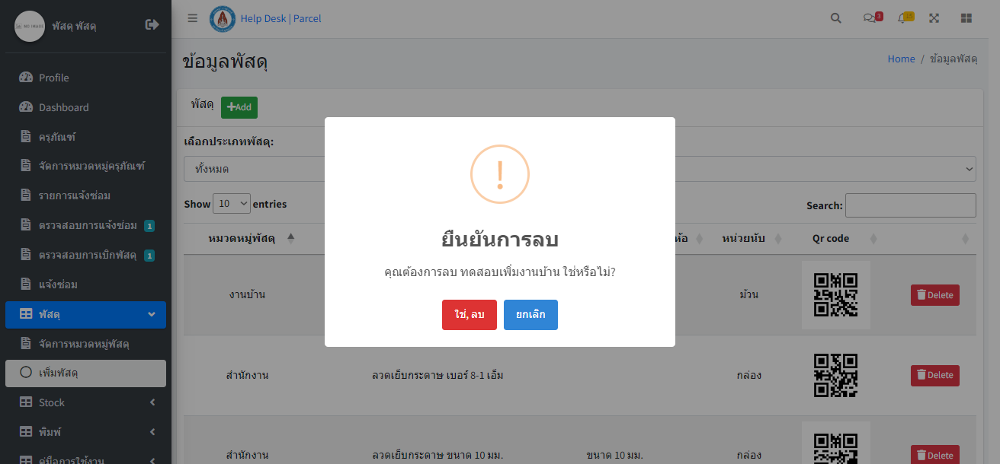 พัสดุ พัสดุ
Profile
Dashboard
ครุภัณฑ์
จัดการหมวดหมู่ครุภัณฑ์
รายการแจ้งซ่อม
ตรวจสอบการแจ้งซ่อม 1
ตรวจสอบการเบิกพัสดุ 1
แจ้งซ่อม
พัสดุ
จัดการหมวดหมู่พัสดุ
เพิ่มพัสดุ
Stock
พิมพ์
คู่มือการใช้งาน
Help Desk | Parcel
3
15
ข้อมูลพัสดุ
Home / ข้อมูลพัสดุ
พัสดุ Add
เลือกประเภทพัสดุ:
ทั้งหมด
Show 10 entries
Search:
หมวดหมู่พัสดุ หน่วยนับ Qr code
งานบ้าน ม้วน Delete
สำนักงาน ลวดเย็บกระดาษ เบอร์ 8-1 เอ็ม กล่อง Delete
สำนักงาน ลวดเย็บกระดาษ ขนาด 10 มม. ขนาด 10 มม. กล่อง Delete
!
ยืนยันการลบ
คุณต้องการลบ ทดสอบเพิ่มงานบ้าน ใช่หรือไม่?
ใช่, ลบ ยกเลิก